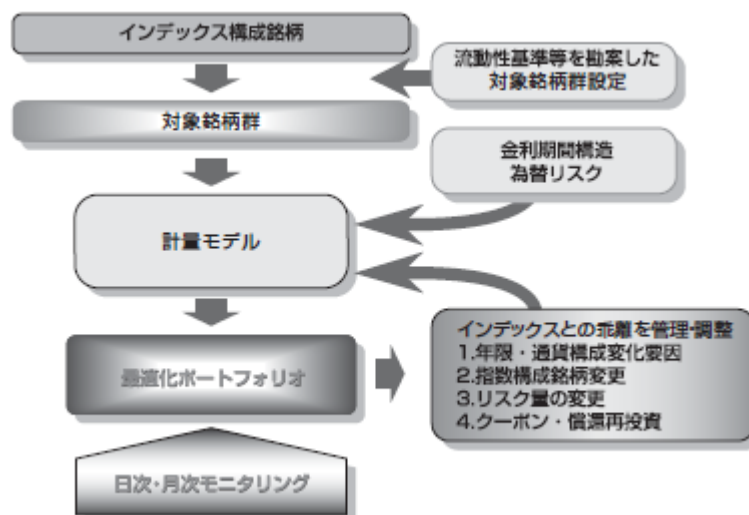 インデックス構成銘柄
流動性基準等を勘案した
対象銘柄群設定
対象銘柄群
金利期間構造
為替リスク
計量モデル
インデックスとの乖離を管理・調整
1.年限・通貨構成変化要因
2.指数構成銘柄変更
3.リスク量の変更
4.クーポン・償還再投資
最適化ポートフォリオ
日次・月次モニタリング